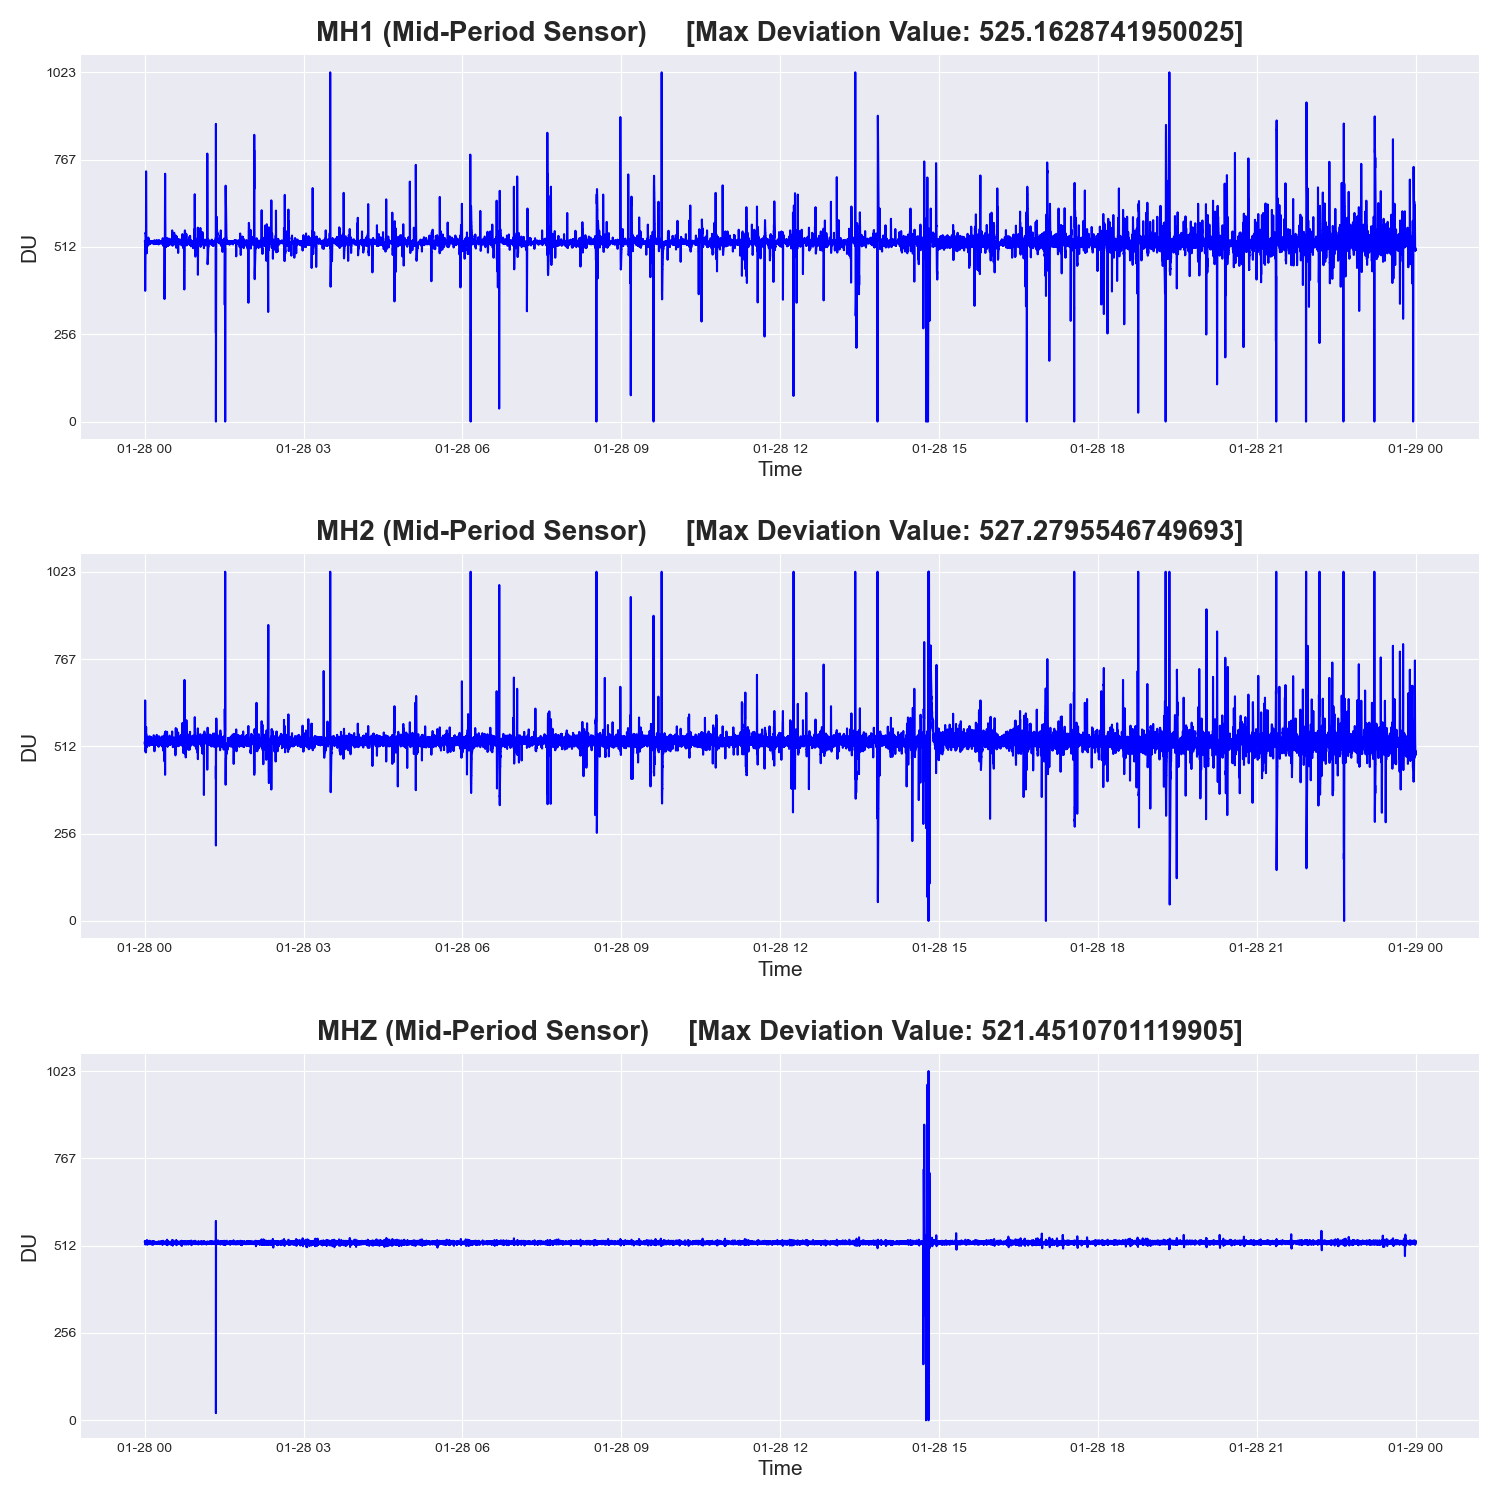 MH1 (Mid-Period Sensor) [Max Deviation Value: 525.1628741950025]
1023
767
512
256
0
DU
01-28 00 01-28 03 01-28 06 01-28 09 01-28 12 01-28 15 01-28 18 01-28 21 01-29 00
Time
MH2 (Mid-Period Sensor) [Max Deviation Value: 527.2795546749693]
1023
767
512
256
0
DU
01-28 00 01-28 03 01-28 06 01-28 09 01-28 12 01-28 15 01-28 18 01-28 21 01-29 00
Time
MHZ (Mid-Period Sensor) [Max Deviation Value: 521.4510701119905]
1023
767
512
256
0
DU
01-28 00 01-28 03 01-28 06 01-28 09 01-28 12 01-28 15 01-28 18 01-28 21 01-29 00
Time